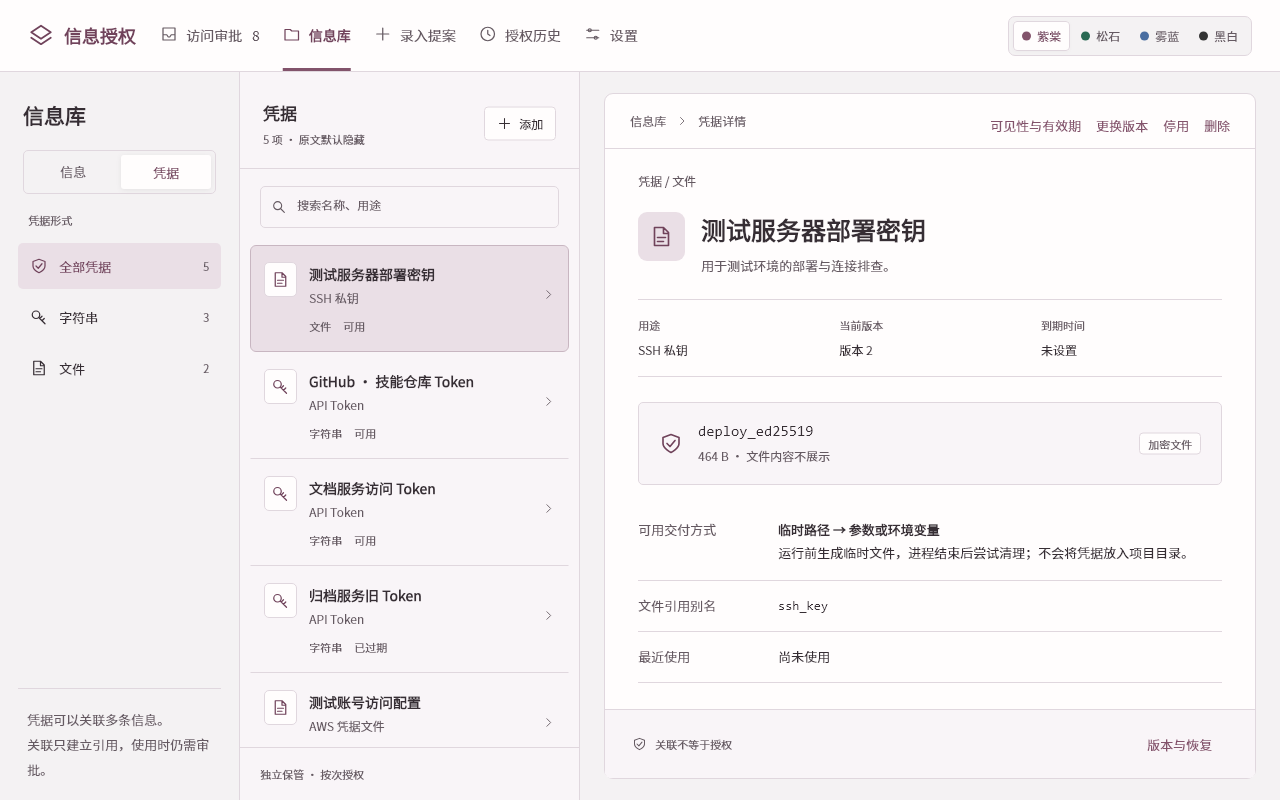 信息授权
访问审批 8
信息库
录入提案
授权历史
设置
紫棠
松石
雾蓝
黑白
信息库
信息
凭据
凭据形式
全部凭据 5
字符串 3
文件 2
凭据可以关联多条信息。
关联只建立引用，使用时仍需审
批。
凭据
5 项 · 原文默认隐藏
添加
搜索名称、用途
测试服务器部署密钥
SSH 私钥
文件 可用
GitHub · 技能仓库 Token
API Token
字符串 可用
文档服务访问 Token
API Token
字符串 可用
归档服务旧 Token
API Token
字符串 已过期
测试账号访问配置
AWS 凭据文件
独立保管 · 按次授权
信息库 > 凭据详情
可见性与有效期
更换版本
停用
删除
凭据 / 文件
测试服务器部署密钥
用于测试环境的部署与连接排查。
用途
SSH 私钥
当前版本
版本 2
到期时间
未设置
deploy_ed25519
464 B · 文件内容不展示
加密文件
可用交付方式
临时路径 → 参数或环境变量
运行前生成临时文件，进程结束后尝试清理；不会将凭据放入项目目录。
文件引用别名
ssh_key
最近使用
尚未使用
关联不等于授权
版本与恢复